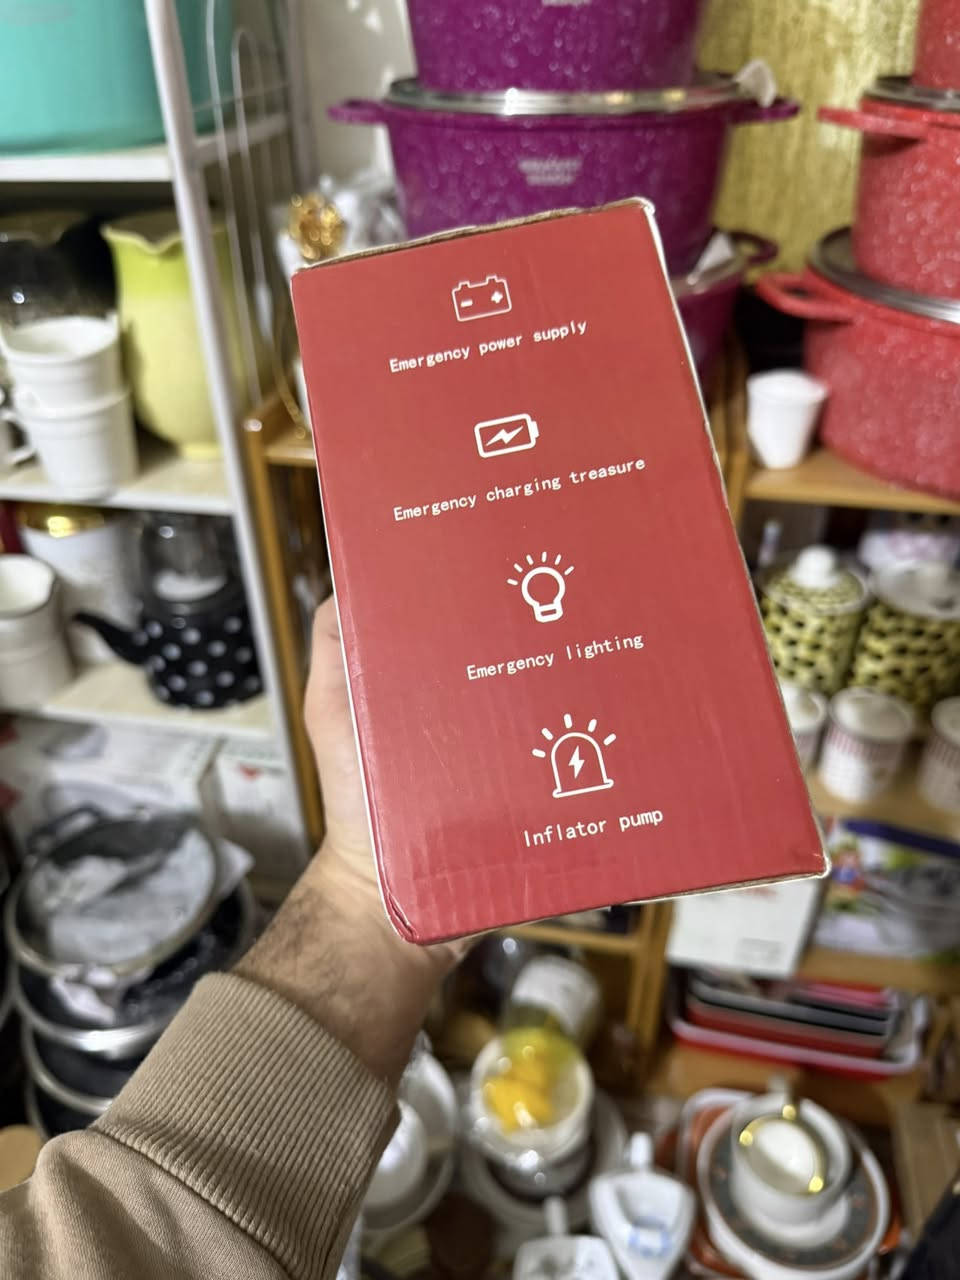 Emergency power supply
Emergency charging treasure
Emergency lighting
Inflator pump